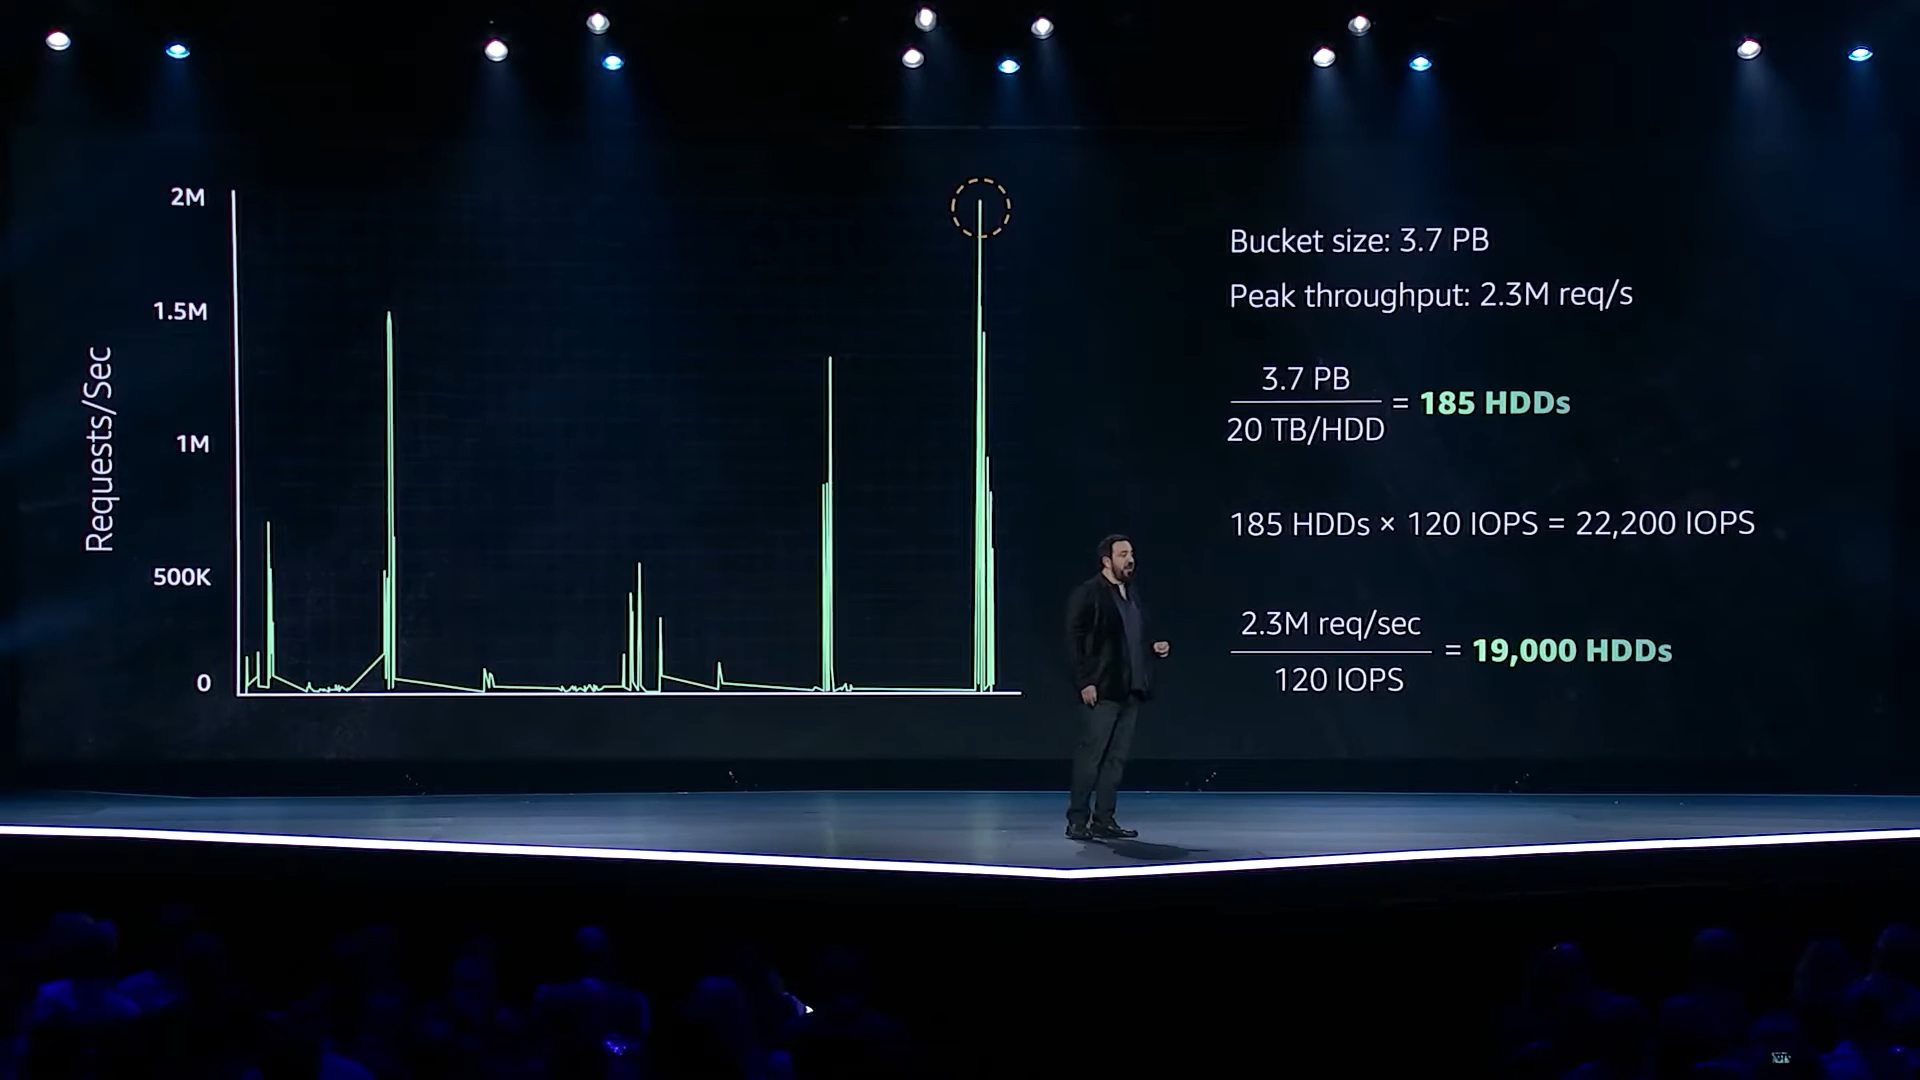 2M
1.5M
1M
500K
0
Requests/Sec
Bucket size: 3.7 PB
Peak throughput: 2.3M req/s
3.7 PB
20 TB/HDD
= 185 HDDs
185 HDDs × 120 IOPS = 22,200 IOPS
2.3M req/sec
120 IOPS
= 19,000 HDDs